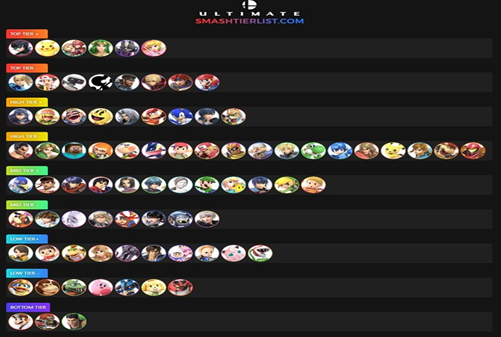 ULTIMATE
SMASHTIERLIST.COM
TOP TIER +
TOP TIER -
HIGH TIER +
HIGH TIER -
MID TIER +
MID TIER -
LOW TIER +
LOW TIER -
BOTTOM TIER